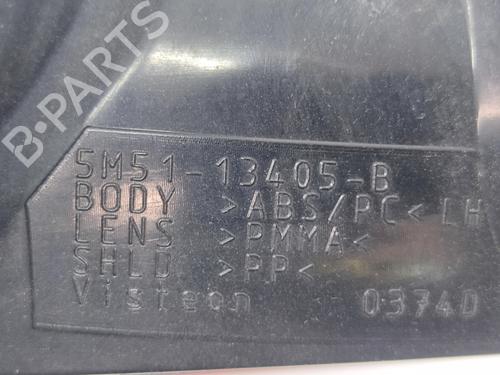 B-PARTS
5M51-13405-B
BODY >ABS/PC< LH
LENS >PMMA<
SHLD >PP<
Visteon 0374D